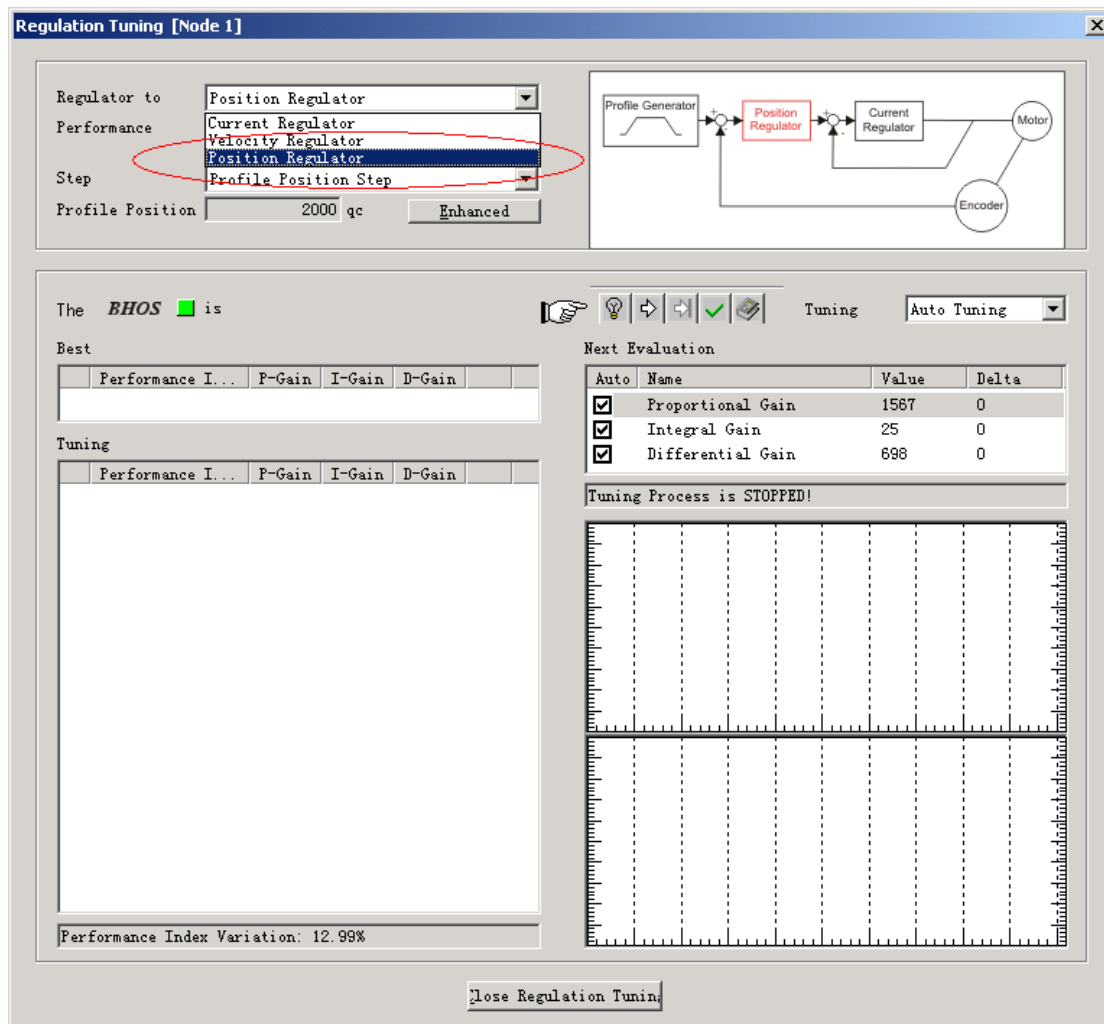 Regulation Tuning [Node 1]
Regulator to
Position Regulator
Performance
Current Regulator
Velocity Regulator
Position Regulator
Step
Profile Position Step
Profile Position
2000 qc
Enhanced
Profile Generator
Position
Regulator
Current
Regulator
Motor
Encoder
The BHOS is
Tuning
Auto Tuning
Best
Performance I... P-Gain I-Gain D-Gain
Tuning
Performance I... P-Gain I-Gain D-Gain
Performance Index Variation: 12.99%
Next Evaluation
Auto Name Value Delta
Proportional Gain 1567 0
Integral Gain 25 0
Differential Gain 698 0
Tuning Process is STOPPED!
Close Regulation Tuning